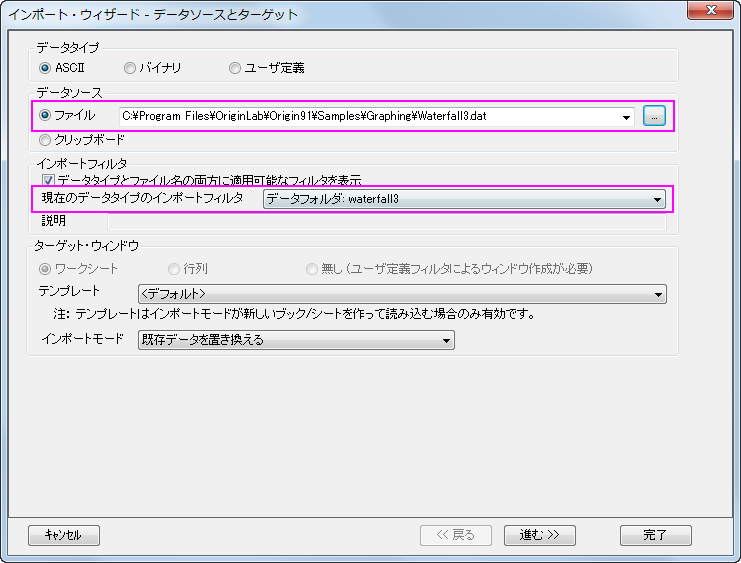 インポート・ウィザード - データソースとターゲット
データタイプ
ASCII バイナリ ユーザ定義
データソース
ファイル C:¥Program Files¥OriginLab¥Origin91¥Samples¥Graphing¥Waterfall3.dat ...
クリップボード
インポートフィルタ
データタイプとファイル名の両方に適用可能なフィルタを表示
現在のデータタイプのインポートフィルタ データフォルダ: waterfall3
説明
ターゲット・ウィンドウ
ワークシート 行列 無し (ユーザ定義フィルタによるウィンドウ作成が必要)
テンプレート <デフォルト>
注: テンプレートはインポートモードが新しいブック/シートを作って読み込む場合のみ有効です。
インポートモード 既存データを置き換える
キャンセル << 戻る 進む >> 完了